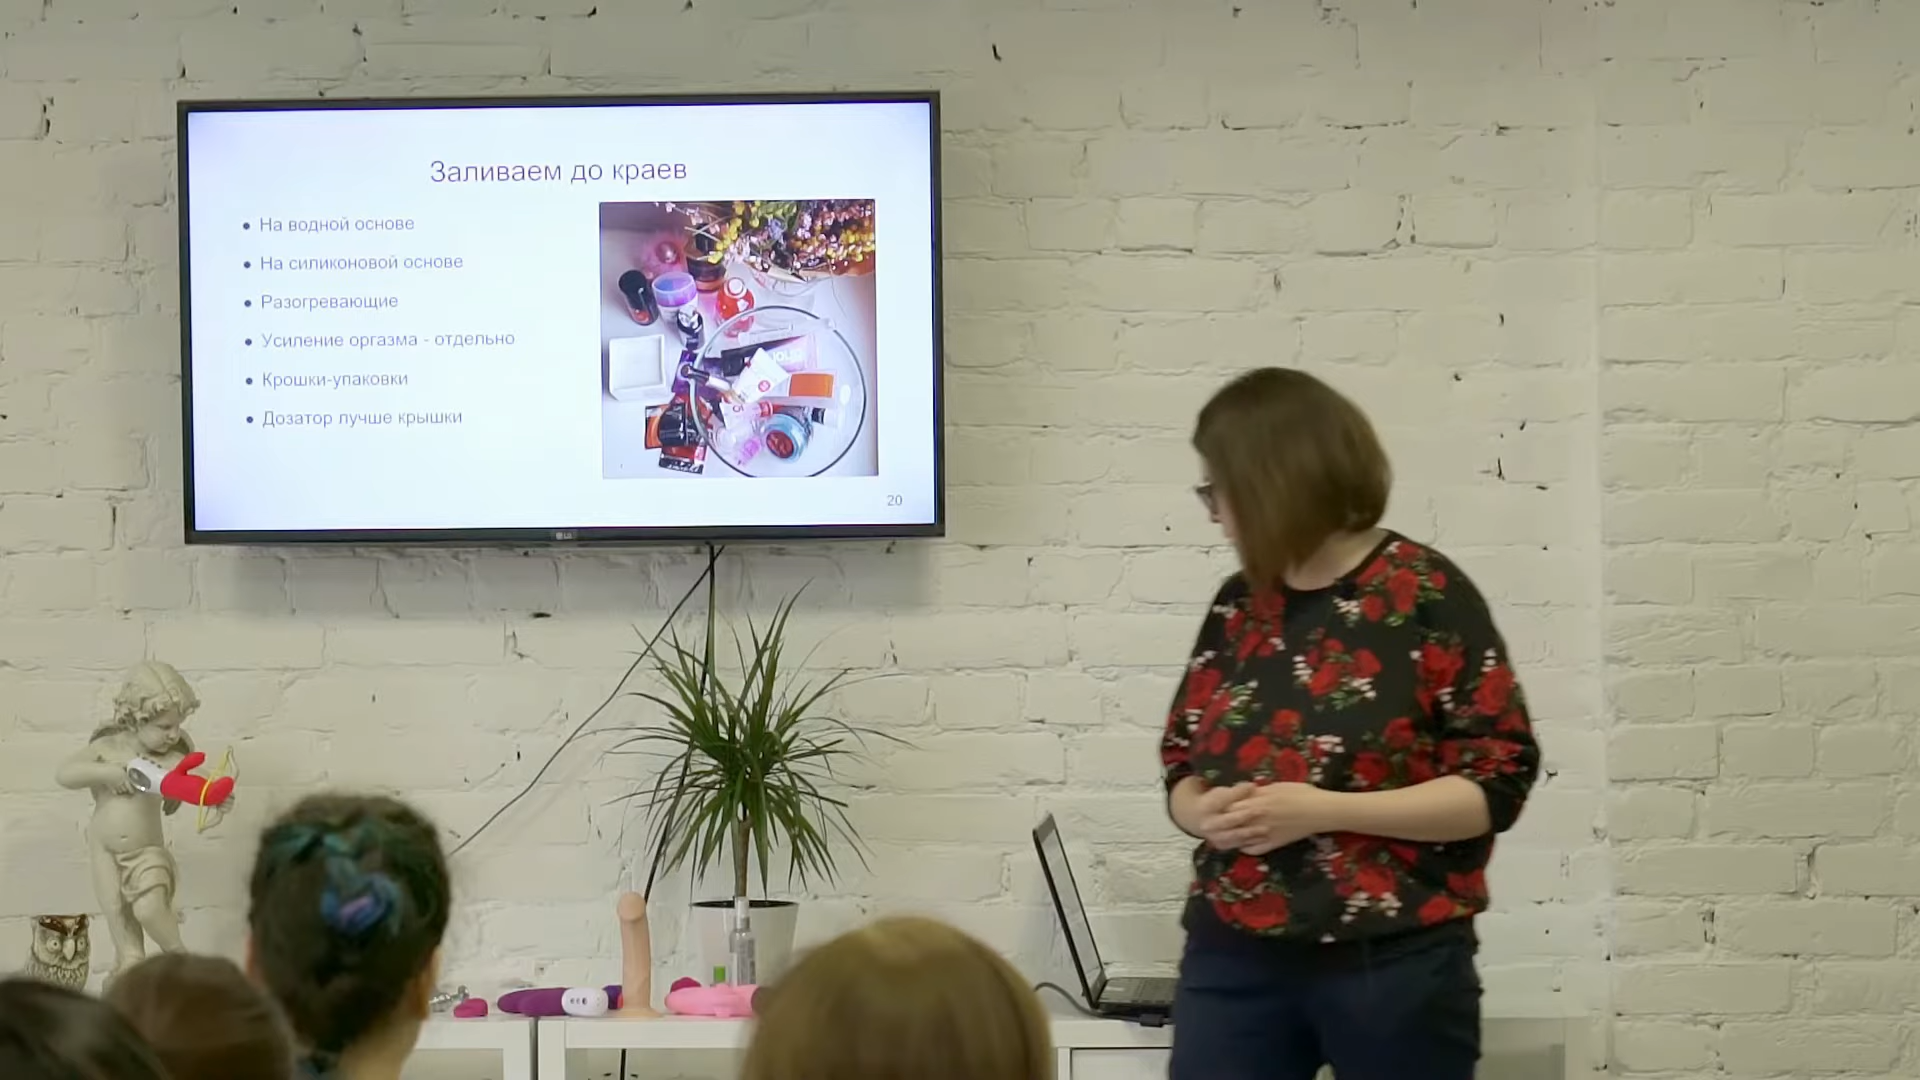 Заливаем до краев
На водной основе
На силиконовой основе
Разогревающие
Усиление оргазма - отдельно
Крошки-упаковки
Дозатор лучше крышки
20
LG